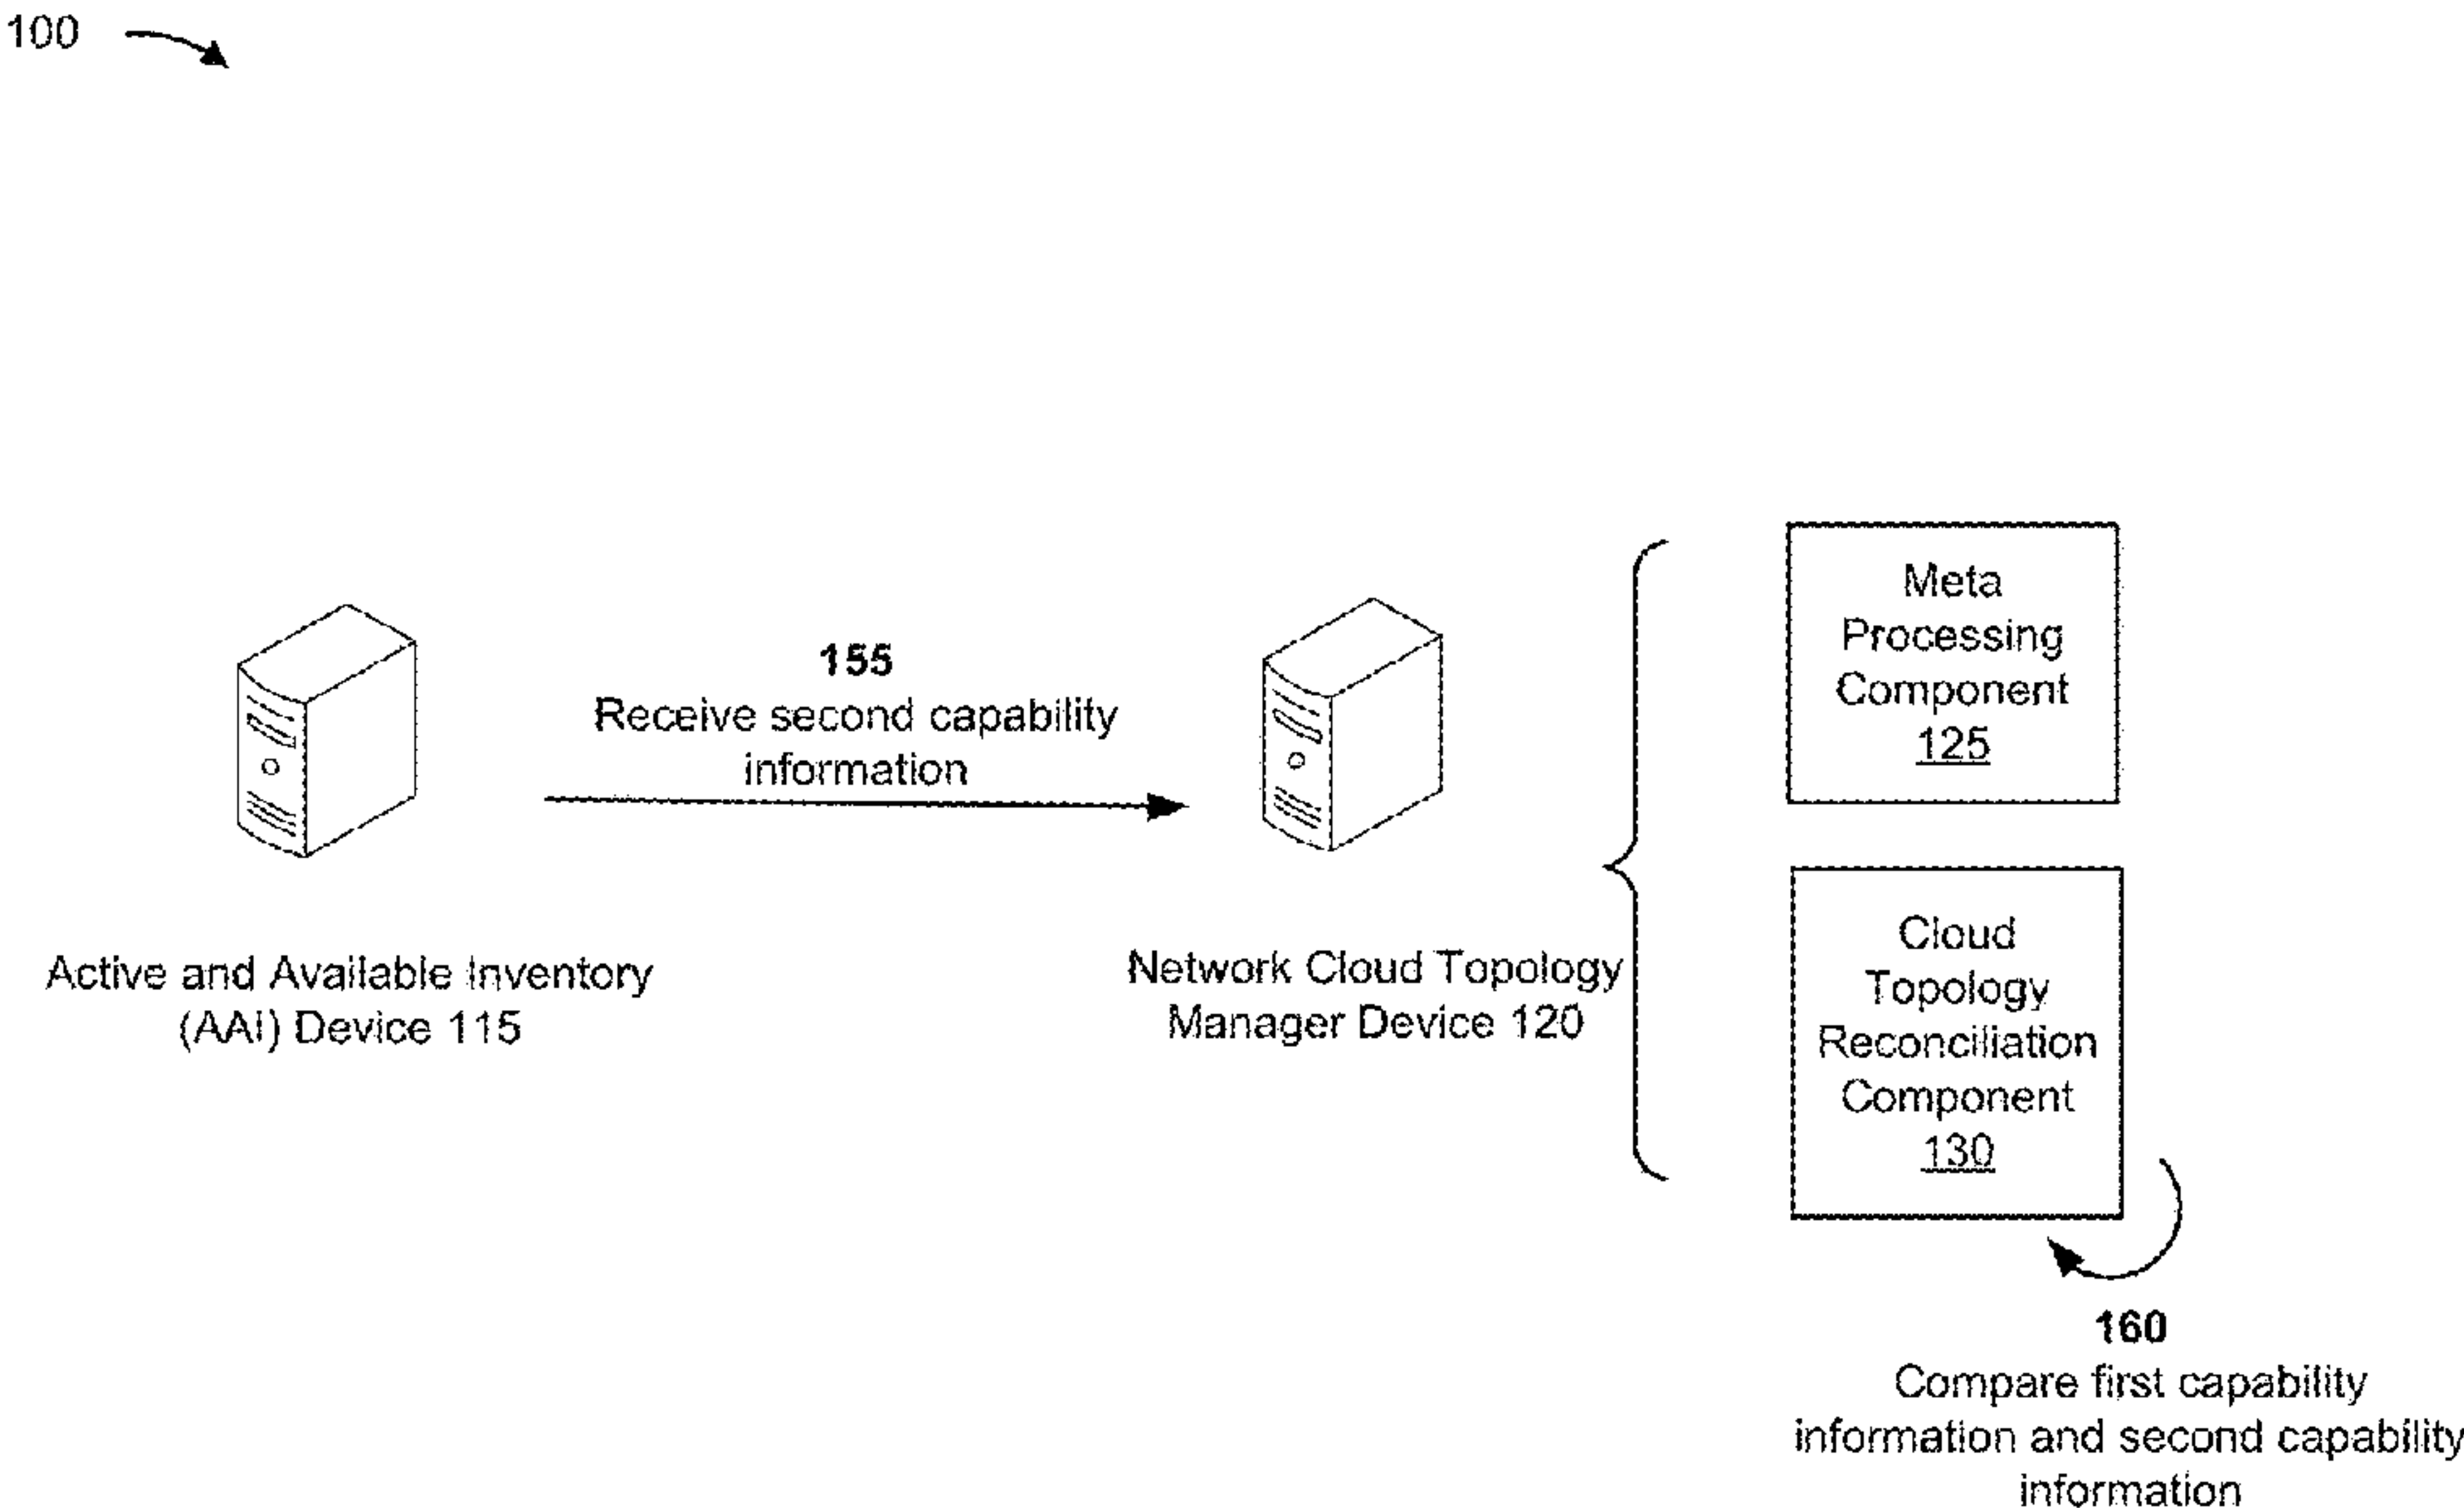 100
155
Receive second capability
information
Active and Available Inventory
(AAI) Device 115
Network Cloud Topology
Manager Device 120
Meta
Processing
Component
125
Cloud
Topology
Reconciliation
Component
130
160
Compare first capability
information and second capability
information